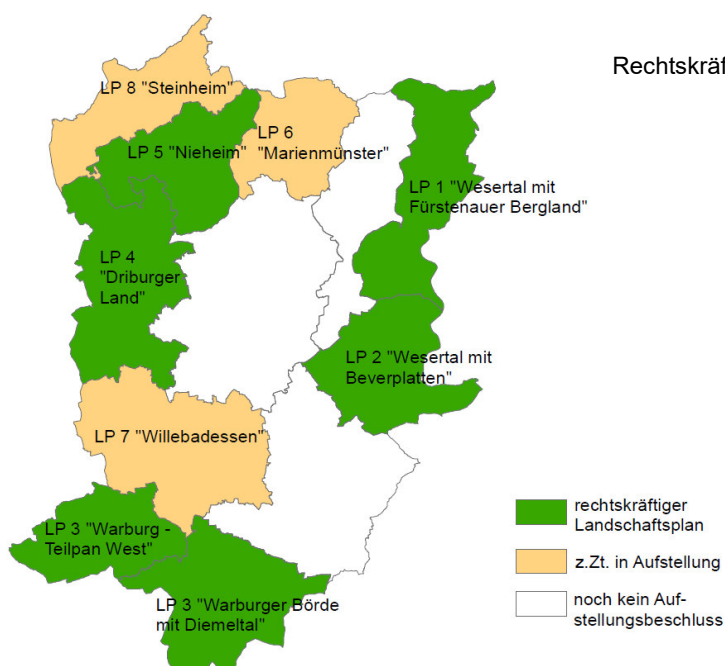 Rechtskräf
LP 8 "Steinheim"
LP 6
"Marienmünster"
LP 5 "Nieheim"
LP 1 "Wesertal mit
Fürstenauer Bergland"
LP 4
"Driburger
Land"
LP 2 "Wesertal mit
Beverplatten"
LP 7 "Willebadessen"
LP 3 "Warburg -
Teilpan West"
LP 3 "Warburger Börde
mit Diemeltal"
rechtskräftiger
Landschaftsplan
z.Zt. in Aufstellung
noch kein Auf-
stellungsbeschluss